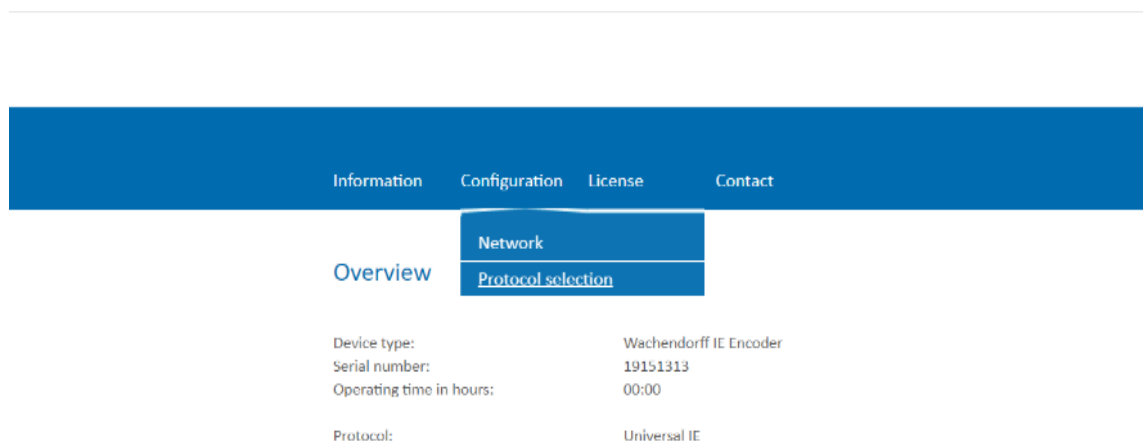 Information Configuration License Contact
Network
Overview
Protocol selection
Device type: Wachendorff IE Encoder
Serial number: 19151313
Operating time in hours: 00:00
Protocol: Universal IE